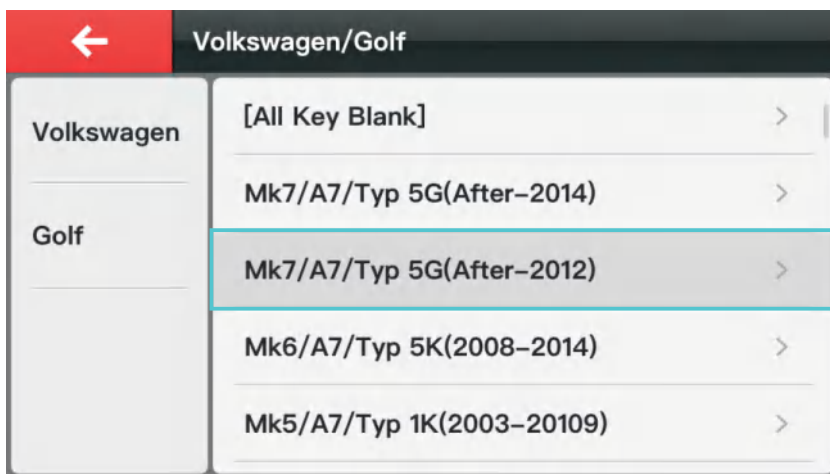 Volkswagen/Golf
Volkswagen
Golf
[All Key Blank]
Mk7/A7/Typ 5G(After-2014)
Mk7/A7/Typ 5G(After-2012)
Mk6/A7/Typ 5K(2008-2014)
Mk5/A7/Typ 1K(2003-20109)